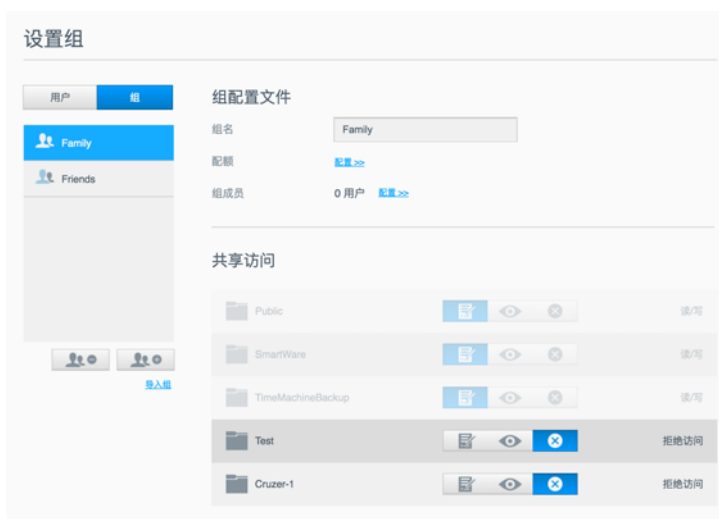 设置组
用户 组
Family
Friends
导入组
组配置文件
组名 Family
配额 配置 >>
组成员 0 用户 配置 >>
共享访问
Public 读/写
SmartWare 读/写
TimeMachineBackup 读/写
Test 拒绝访问
Cruzer-1 拒绝访问